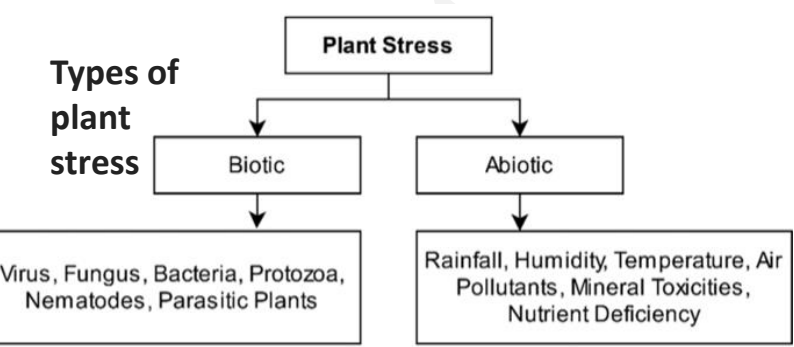 Types of
plant
stress
Plant Stress
Biotic
Abiotic
Virus, Fungus, Bacteria, Protozoa,
Nematodes, Parasitic Plants
Rainfall, Humidity, Temperature, Air
Pollutants, Mineral Toxicities,
Nutrient Deficiency